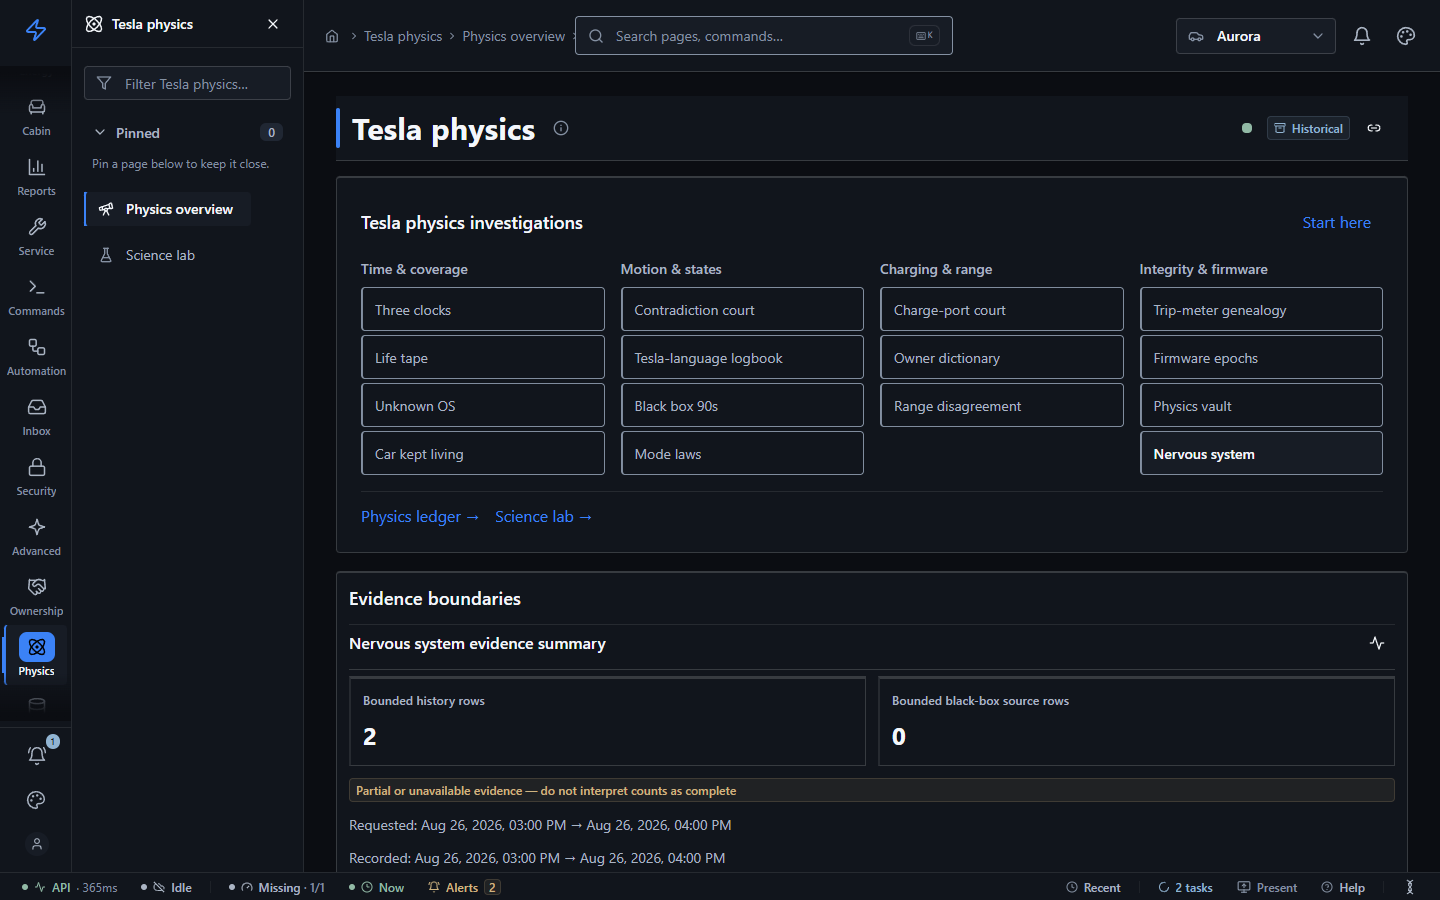 Tesla physics
Tesla physics
Physics overview
Search pages, commands...
K
Aurora
Cabin
Reports
Service
Commands
Automation
Inbox
Security
Advanced
Ownership
Physics
1
Filter Tesla physics...
Pinned
0
Pin a page below to keep it close.
Physics overview
Science lab
Tesla physics
Historical
Tesla physics investigations
Start here
Time & coverage
Three clocks
Life tape
Unknown OS
Car kept living
Motion & states
Contradiction court
Tesla-language logbook
Black box 90s
Mode laws
Charging & range
Charge-port court
Owner dictionary
Range disagreement
Integrity & firmware
Trip-meter genealogy
Firmware epochs
Physics vault
Nervous system
Physics ledger →
Science lab →
Evidence boundaries
Nervous system evidence summary
Bounded history rows
2
Bounded black-box source rows
0
Partial or unavailable evidence — do not interpret counts as complete
Requested: Aug 26, 2026, 03:00 PM → Aug 26, 2026, 04:00 PM
Recorded: Aug 26, 2026, 03:00 PM → Aug 26, 2026, 04:00 PM
API · 365ms
Idle
Missing · 1/1
Now
Alerts 2
Recent
2 tasks
Present
Help